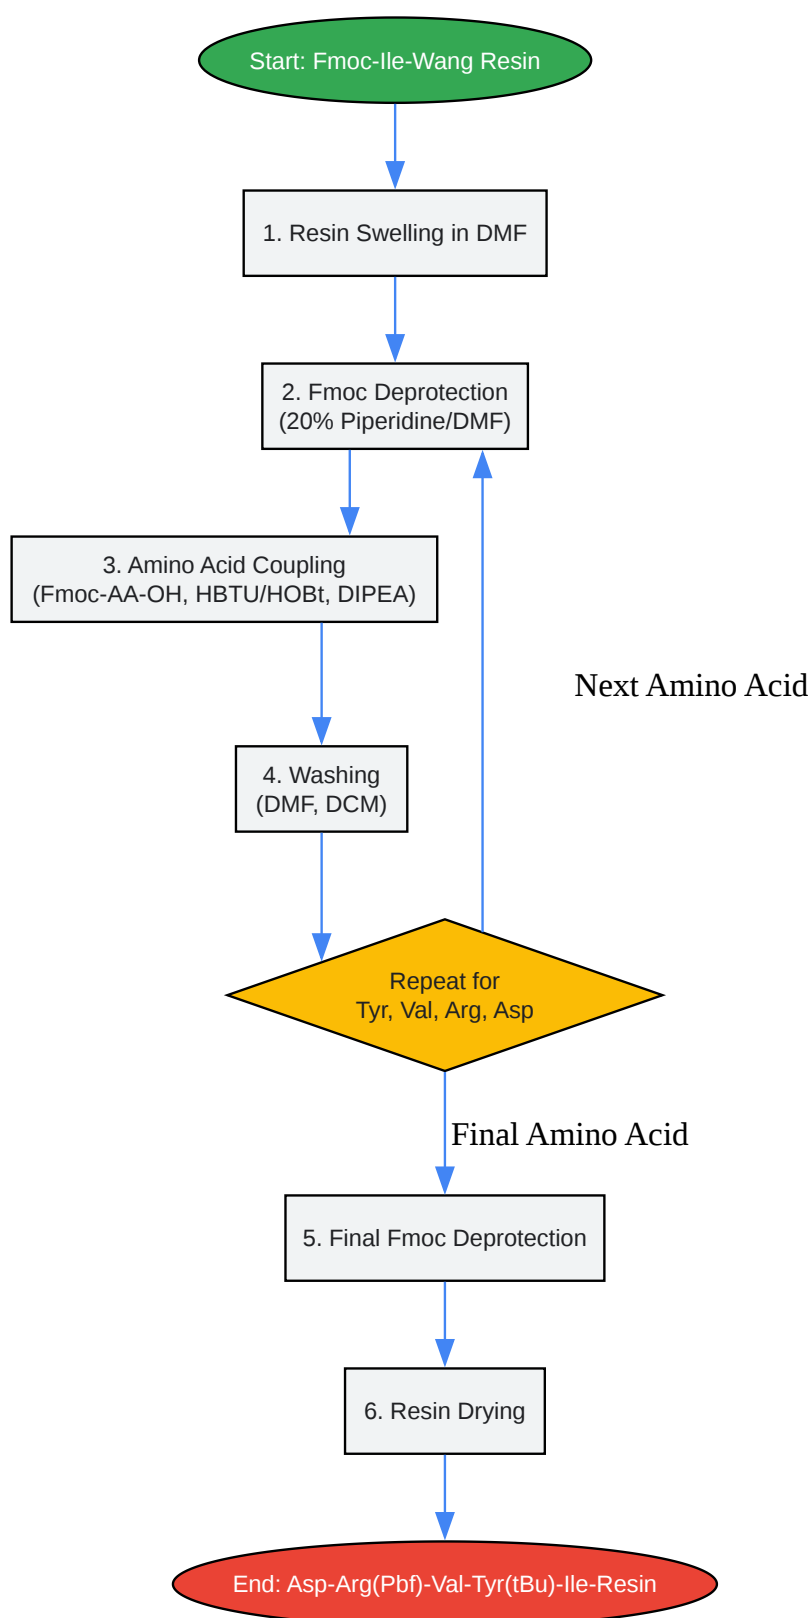 Start: Fmoc-Ile-Wang Resin
1. Resin Swelling in DMF
2. Fmoc Deprotection
(20% Piperidine/DMF)
3. Amino Acid Coupling
(Fmoc-AA-OH, HBTU/HOBt, DIPEA)
Next Amino Acid
4. Washing
(DMF, DCM)
Repeat for
Tyr, Val, Arg, Asp
Final Amino Acid
5. Final Fmoc Deprotection
6. Resin Drying
End: Asp-Arg(Pbf)-Val-Tyr(tBu)-Ile-Resin